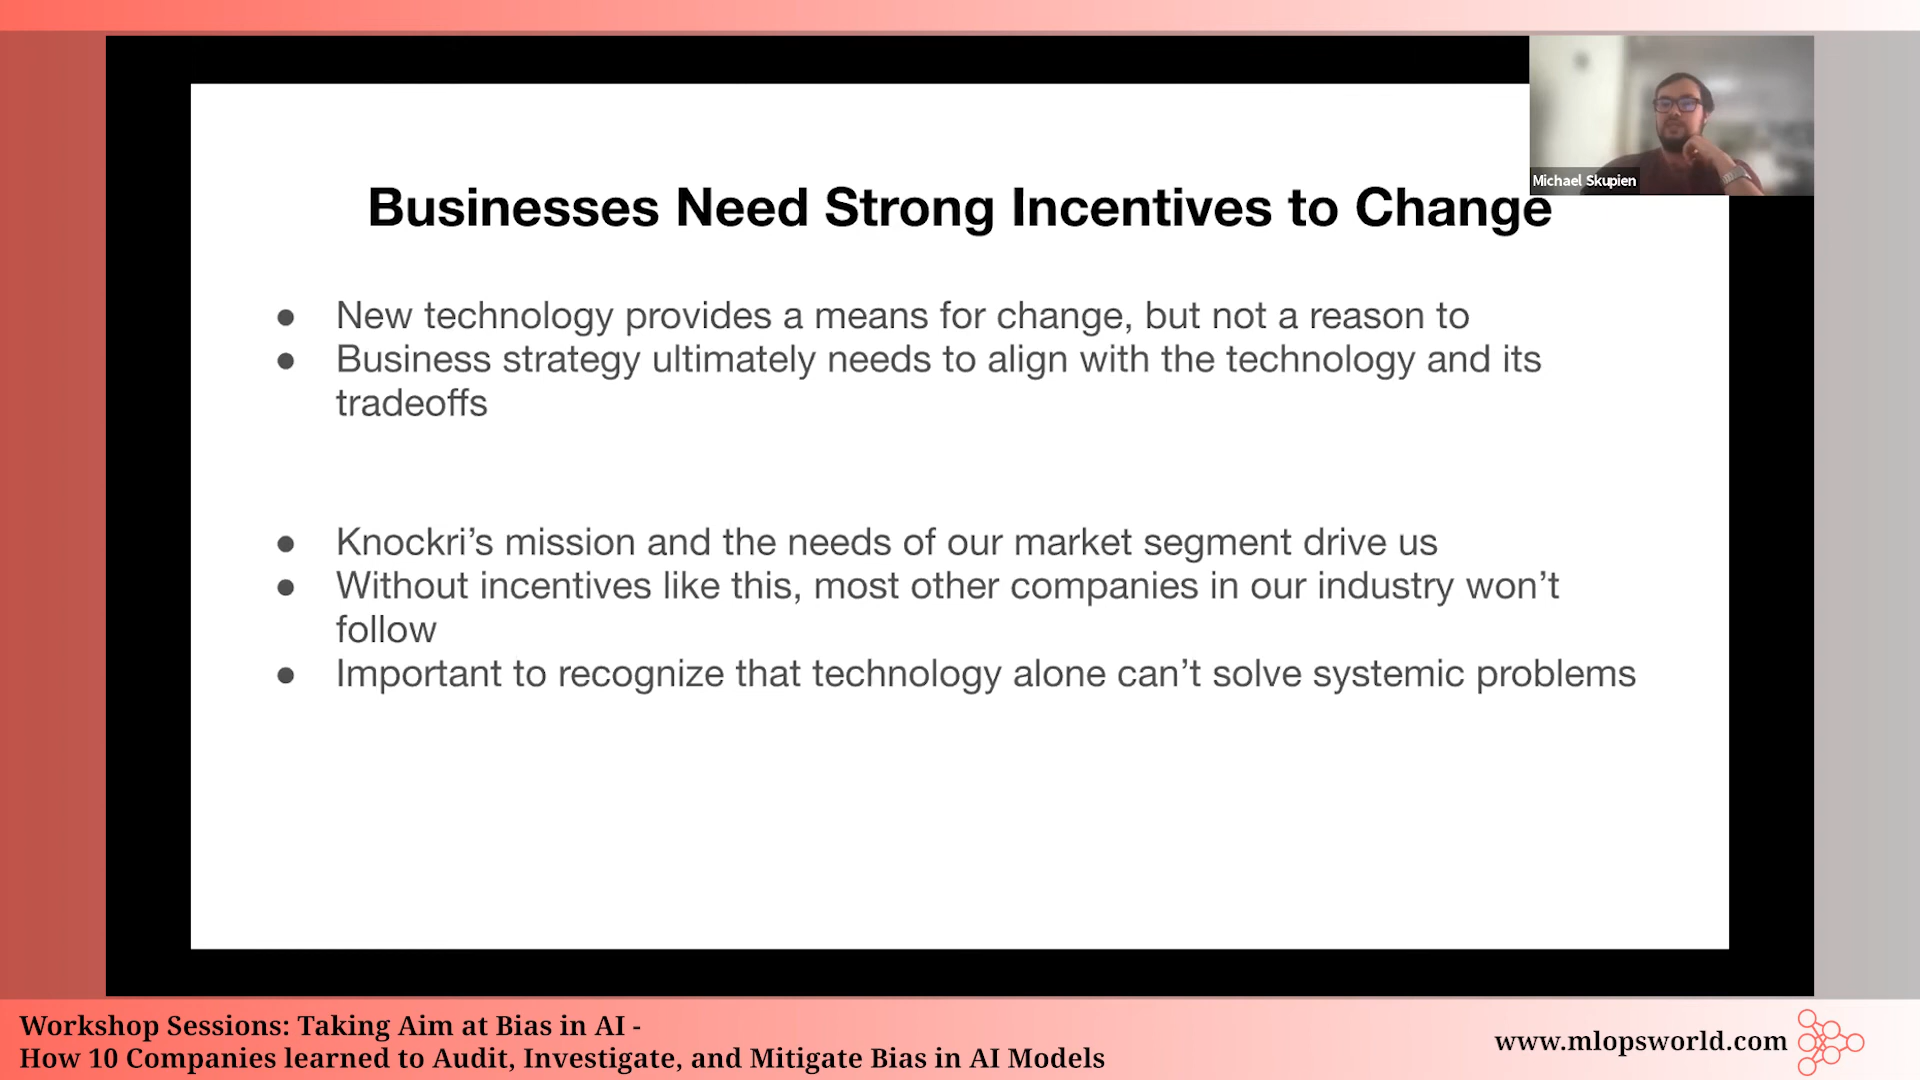 Michael Skupien
Businesses Need Strong Incentives to Change
● New technology provides a means for change, but not a reason to
● Business strategy ultimately needs to align with the technology and its
tradeoffs
● Knockri’s mission and the needs of our market segment drive us
● Without incentives like this, most other companies in our industry won’t
follow
● Important to recognize that technology alone can’t solve systemic problems
Workshop Sessions: Taking Aim at Bias in AI -
How 10 Companies learned to Audit, Investigate, and Mitigate Bias in AI Models
www.mlopsworld.com